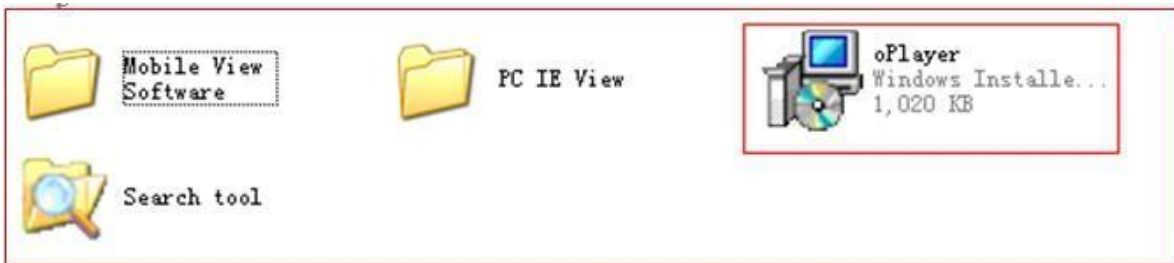 Mobile View
Software
PC IE View
oPlayer
Windows Installe...
1,020 KB
Search tool